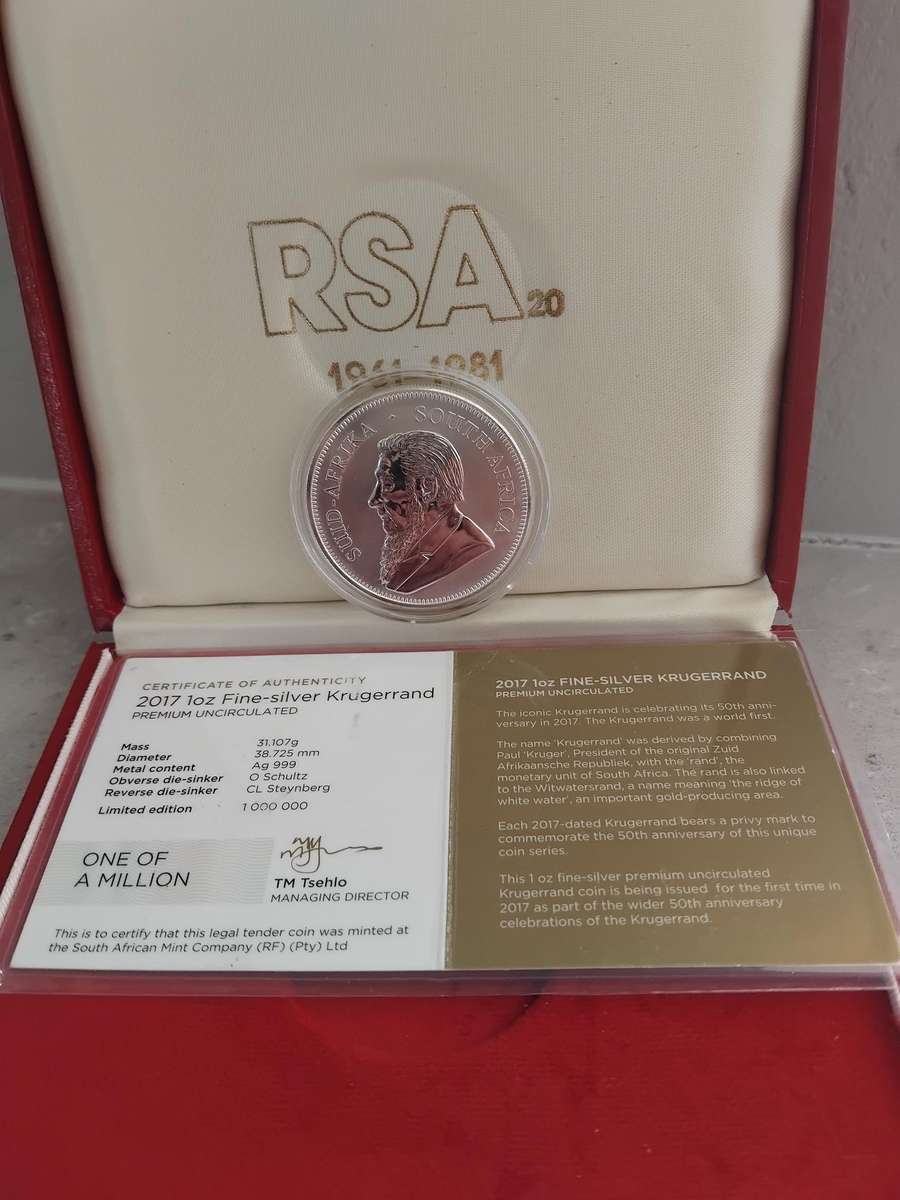 RSA 20
1961-1981
SUID-AFRIKA · SOUTH AFRICA
CERTIFICATE OF AUTHENTICITY
2017 1oz Fine-silver Krugerrand
PREMIUM UNCIRCULATED
Mass 31.107g
Diameter 38.725 mm
Metal content Ag 999
Obverse die-sinker O Schultz
Reverse die-sinker CL Steynberg
Limited edition 1 000 000
ONE OF
A MILLION
TM Tsehlo
MANAGING DIRECTOR
This is to certify that this legal tender coin was minted at
the South African Mint Company (RF) (Pty) Ltd
2017 1oz FINE-SILVER KRUGERRAND
PREMIUM UNCIRCULATED
The iconic Krugerrand is celebrating its 50th anni-
versary in 2017. The Krugerrand was a world first.
The name 'Krugerrand' was derived by combining
Paul 'Kruger', President of the original Zuid
Afrikaansche Republiek, with the 'rand', the
monetary unit of South Africa. The rand is also linked
to the Witwatersrand, a name meaning 'the ridge of
white water', an important gold-producing area.
Each 2017-dated Krugerrand bears a privy mark to
commemorate the 50th anniversary of this unique
coin series.
This 1 oz fine-silver premium uncirculated
Krugerrand coin is being issued for the first time in
2017 as part of the wider 50th anniversary
celebrations of the Krugerrand.